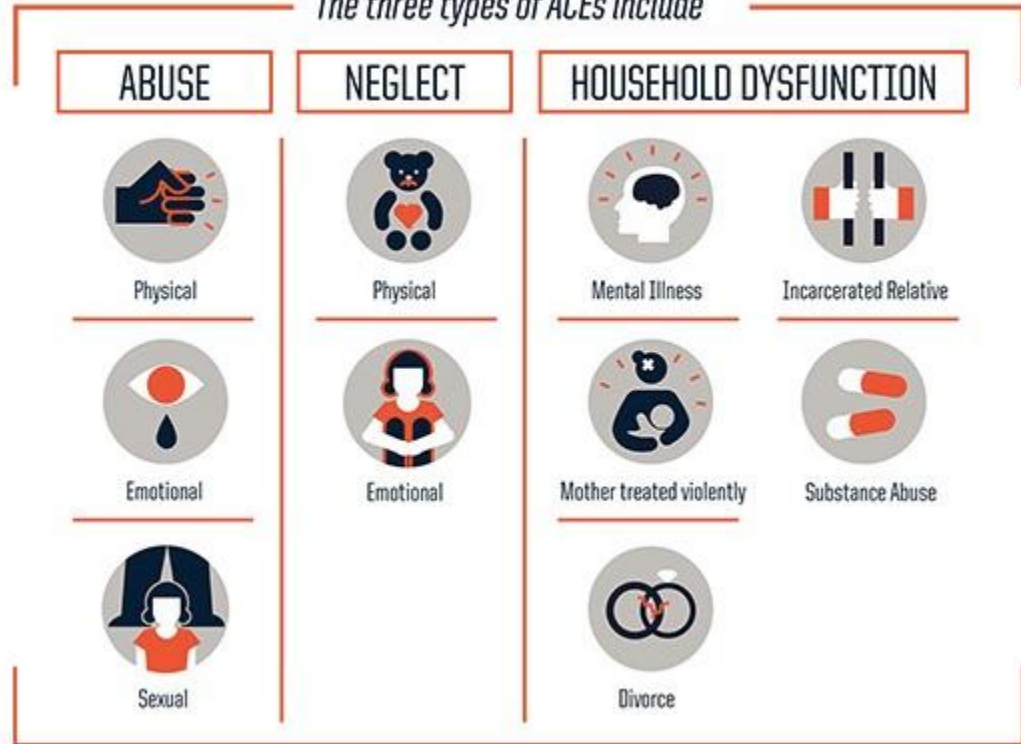 The three types of ACEs include
ABUSE
NEGLECT
HOUSEHOLD DYSFUNCTION
Physical
Physical
Mental Illness
Incarcerated Relative
Emotional
Emotional
Mother treated violently
Substance Abuse
Sexual
Divorce